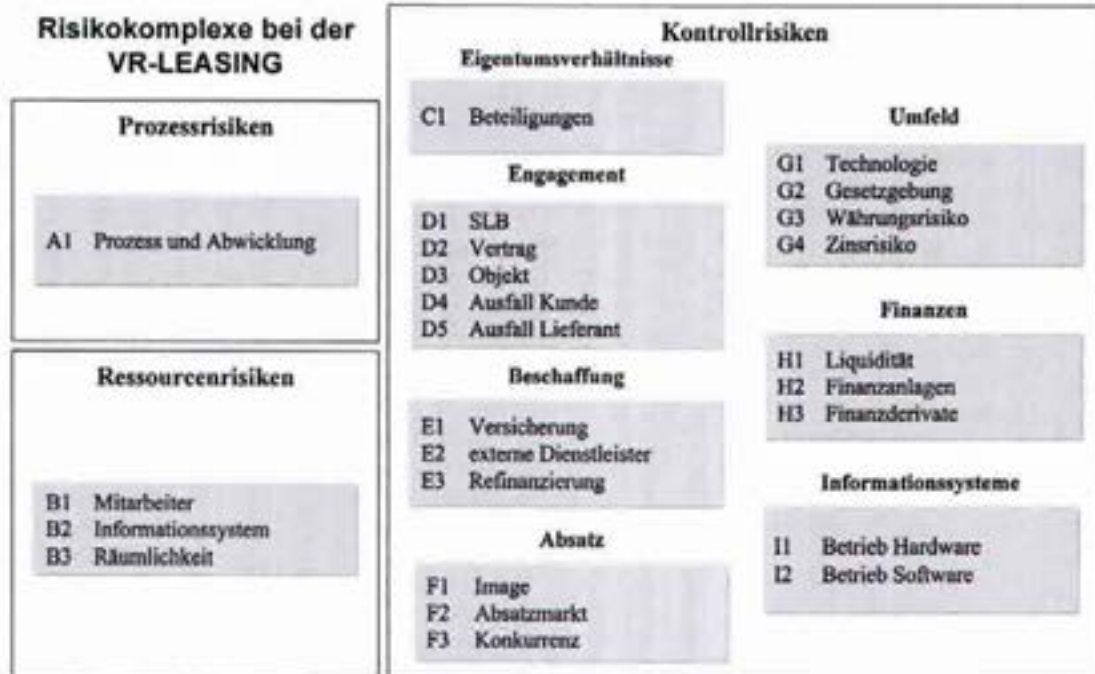 Risikokomplexe bei der
VR-LEASING
Prozessrisiken
A1 Prozess und Abwicklung
Ressourcenrisiken
B1 Mitarbeiter
B2 Informationssystem
B3 Räumlichkeit
Kontrollrisiken
Eigentumsverhältnisse
C1 Beteiligungen
Engagement
D1 SLB
D2 Vertrag
D3 Objekt
D4 Ausfall Kunde
D5 Ausfall Lieferant
Beschaffung
E1 Versicherung
E2 externe Dienstleister
E3 Refinanzierung
Absatz
F1 Image
F2 Absatzmarkt
F3 Konkurrenz
Umfeld
G1 Technologie
G2 Gesetzgebung
G3 Währungsrisiko
G4 Zinsrisiko
Finanzen
H1 Liquidität
H2 Finanzanlagen
H3 Finanzderivate
Informationssysteme
I1 Betrieb Hardware
I2 Betrieb Software